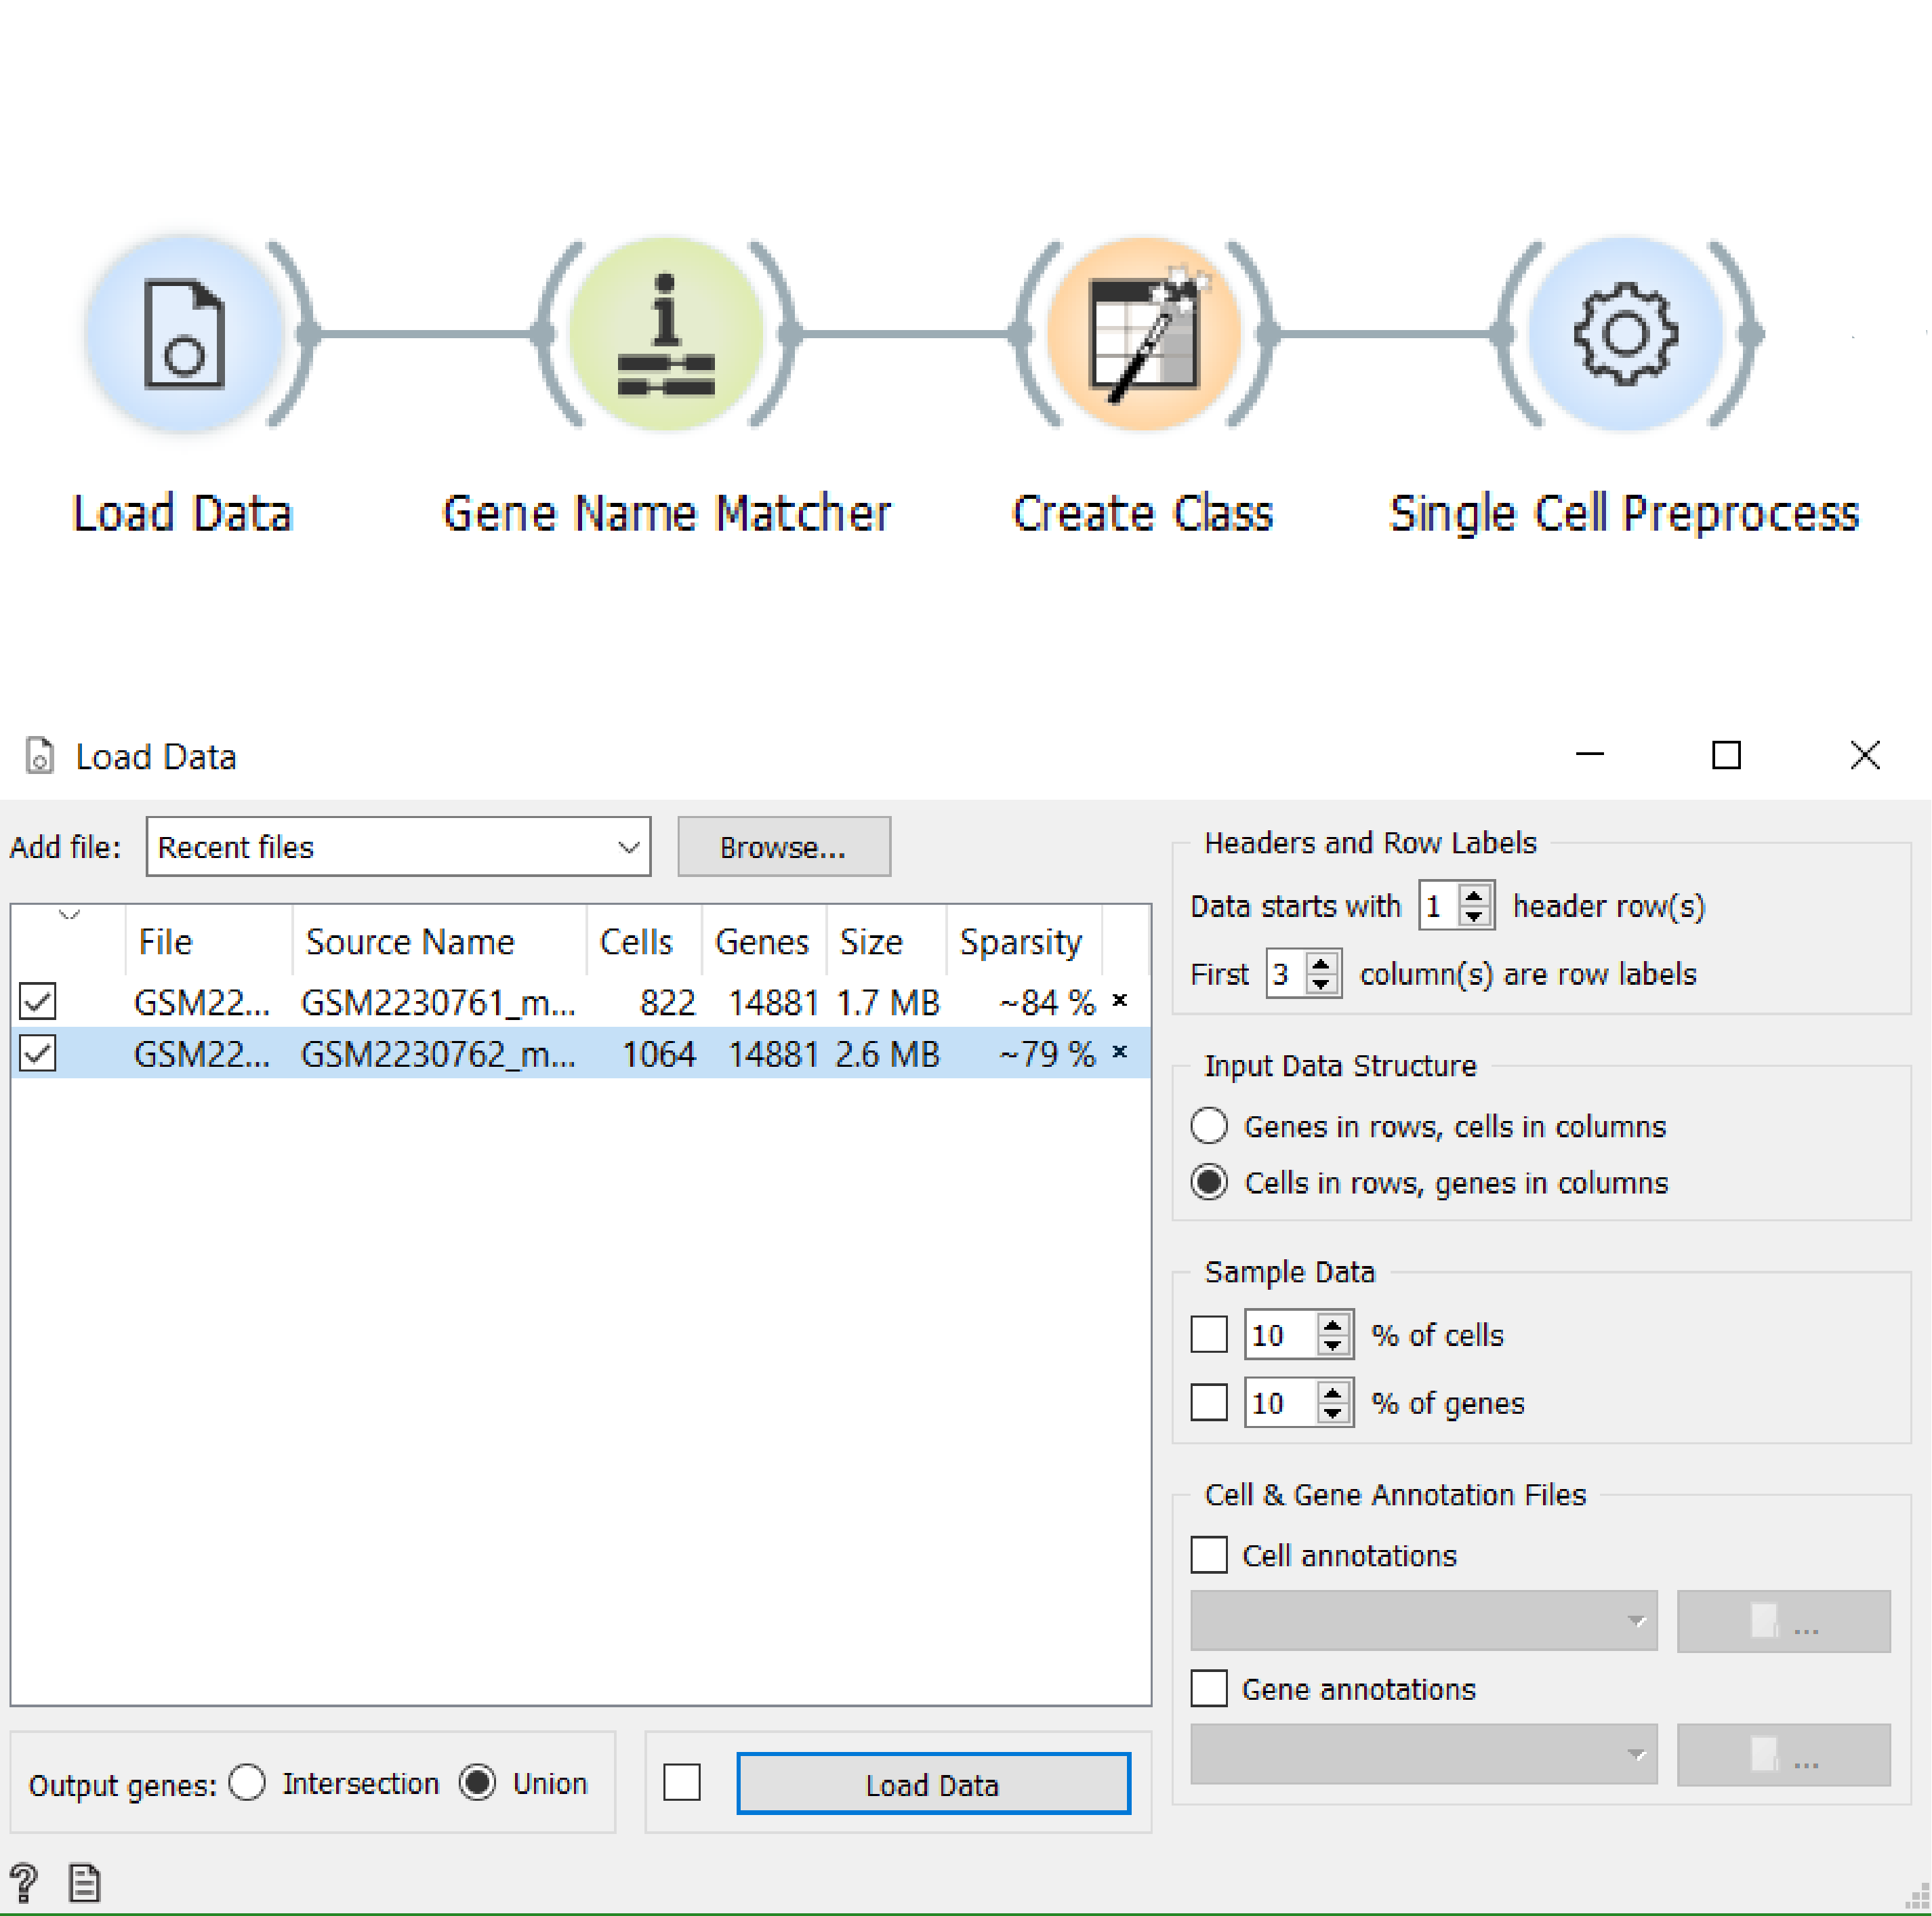 Load Data
Gene Name Matcher
Create Class
Single Cell Preprocess
Load Data
Add file: Recent files Browse...
File Source Name Cells Genes Size Sparsity
GSM22... GSM2230761_m... 822 14881 1.7 MB ~84 %
GSM22... GSM2230762_m... 1064 14881 2.6 MB ~79 %
Output genes: Intersection Union
Load Data
Headers and Row Labels
Data starts with 1 header row(s)
First 3 column(s) are row labels
Input Data Structure
Genes in rows, cells in columns
Cells in rows, genes in columns
Sample Data
10 % of cells
10 % of genes
Cell & Gene Annotation Files
Cell annotations
...
Gene annotations
...